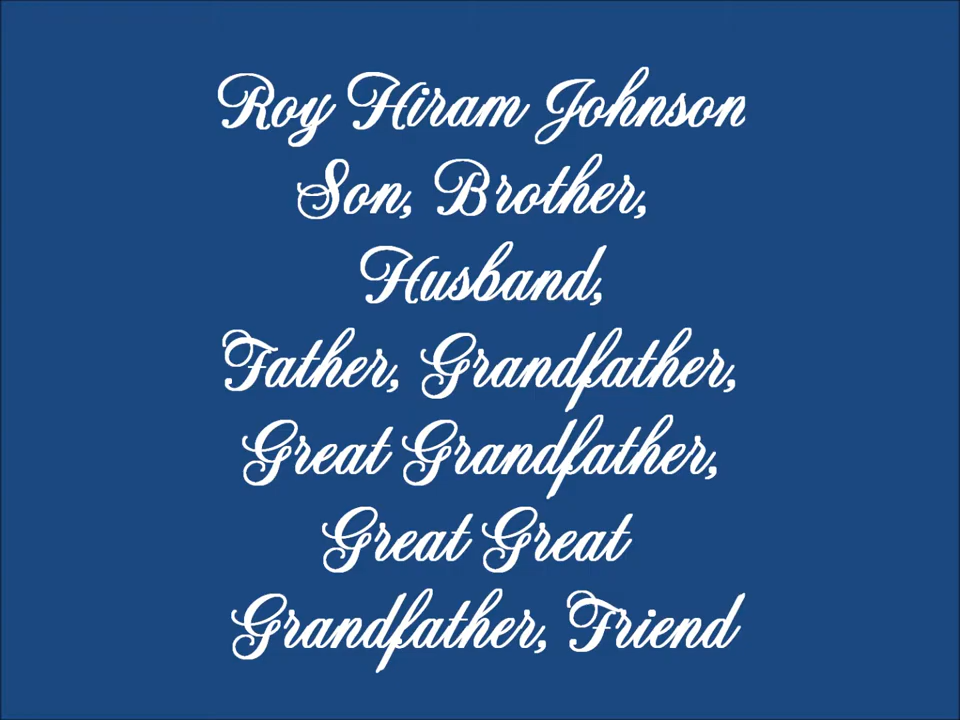 Roy Hiram Johnson
Son, Brother,
Husband,
Father, Grandfather,
Great Grandfather,
Great Great
Grandfather, Friend